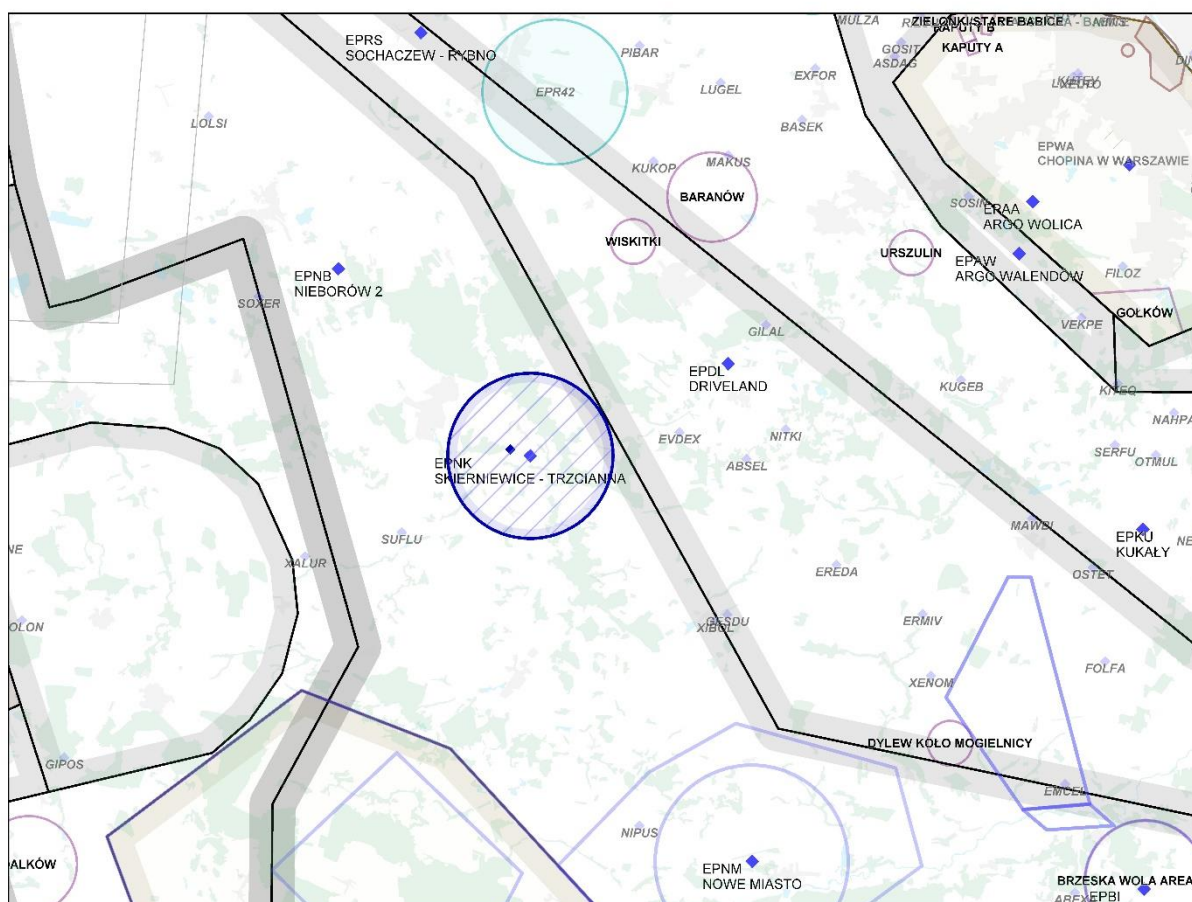 MULZA
ZIELONKI/STARE BABICE
KAPUTY B
KAPUTY A
GOSIT
ASDAG
EPRS
SOCHACZEW - RYBNO
PIBAR
EXFOR
LUGEL
EPR42
BASEK
LOLSI
EPWA
CHOPINA W WARSZAWIE
KUKOP
MAKUS
BARANÓW
SOSIN
ERAA
ARGO WOLICA
WISKITKI
URSZULIN
EPAW
ARGO WALENDÓW
EPNB
NIEBORÓW 2
FILOZ
SOXER
GOŁKÓW
VEKPE
GILAL
EPDL
DRIVELAND
KUGEB
KITEQ
NAHPA
EVDEX
NITKI
SERFU
OTMUL
ABSEL
EPNK
SKIERNIEWICE - TRZCIANNA
MAWBI
SUFLU
EPKU
KUKAŁY
NE
XALUR
EREDA
OSTET
OLON
GESDU
XIBOL
ERMIV
FOLFA
XENOM
DYLEW KOŁO MOGIELNICY
GIPOS
EMCEL
NIPUS
DALKÓW
EPNM
NOWE MIASTO
BRZESKA WOLA AREA
EPBI